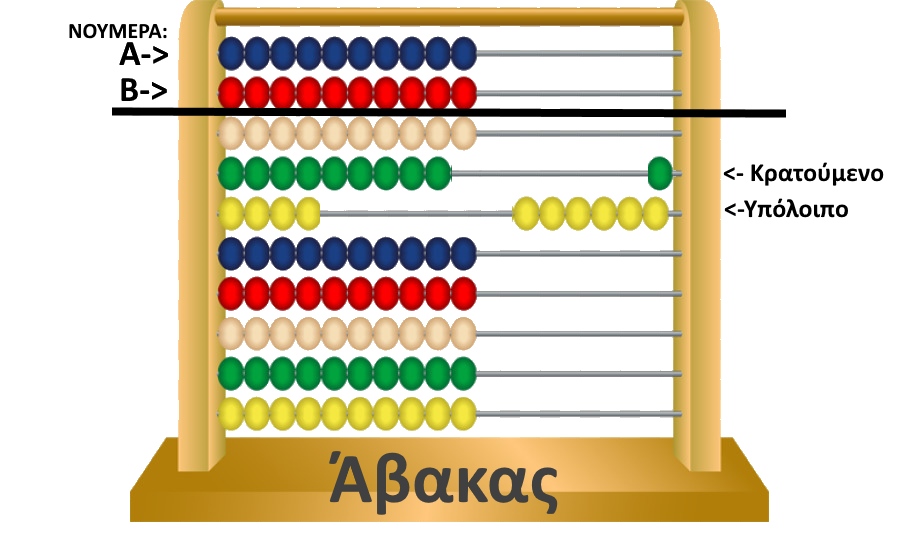 ΝΟΥΜΕΡΑ:
Α->
Β->
<- Κρατούμενο
<-Υπόλοιπο
Άβακας